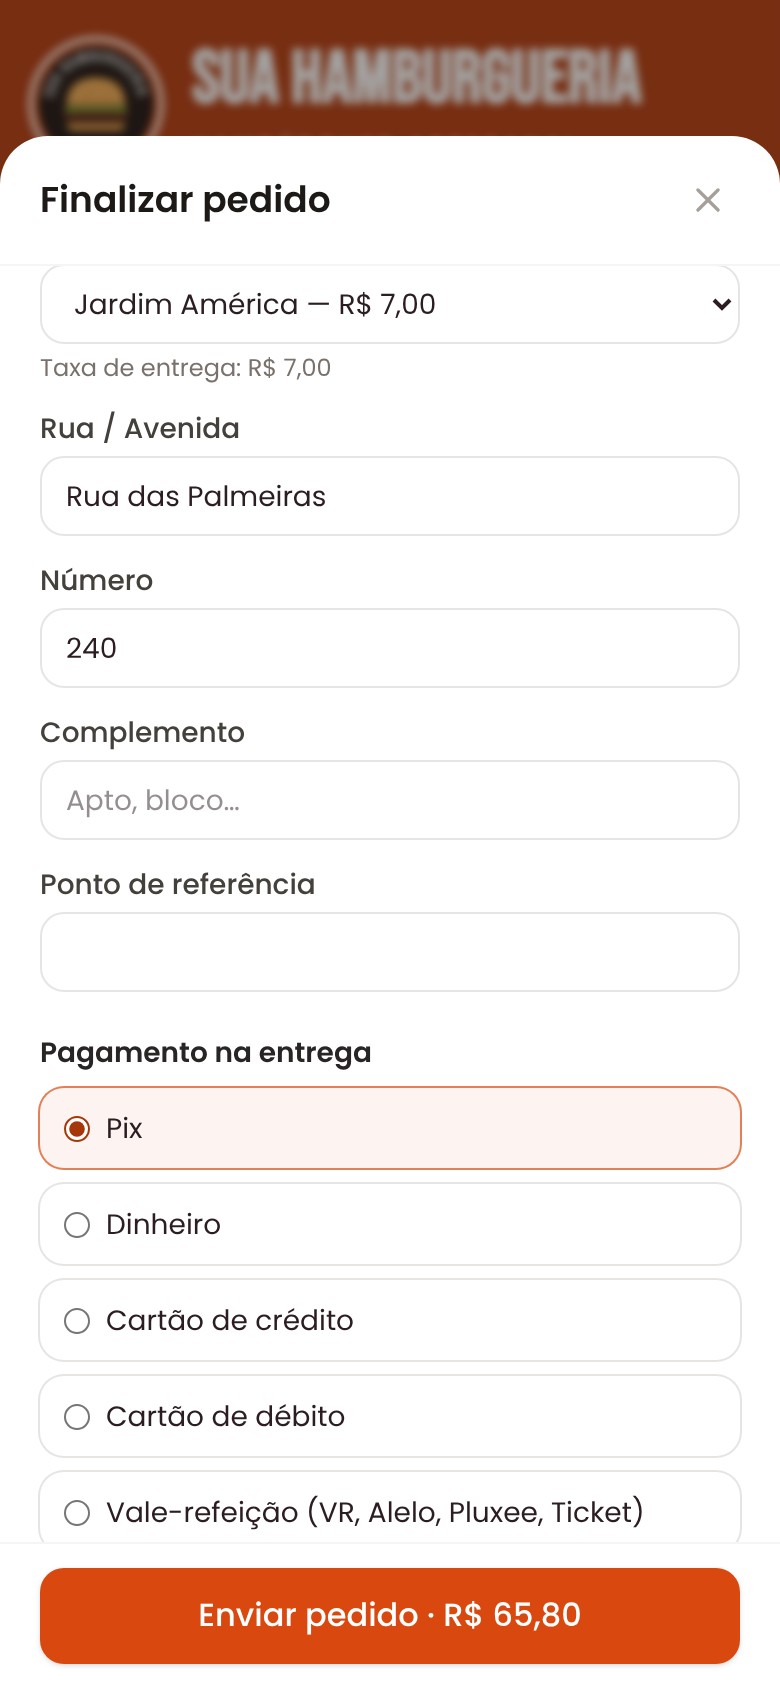 SUA HAMBURGUERIA
Finalizar pedido
Jardim América — R$ 7,00
Taxa de entrega: R$ 7,00
Rua / Avenida
Rua das Palmeiras
Número
240
Complemento
Apto, bloco...
Ponto de referência
Pagamento na entrega
Pix
Dinheiro
Cartão de crédito
Cartão de débito
Vale-refeição (VR, Alelo, Pluxee, Ticket)
Enviar pedido · R$ 65,80